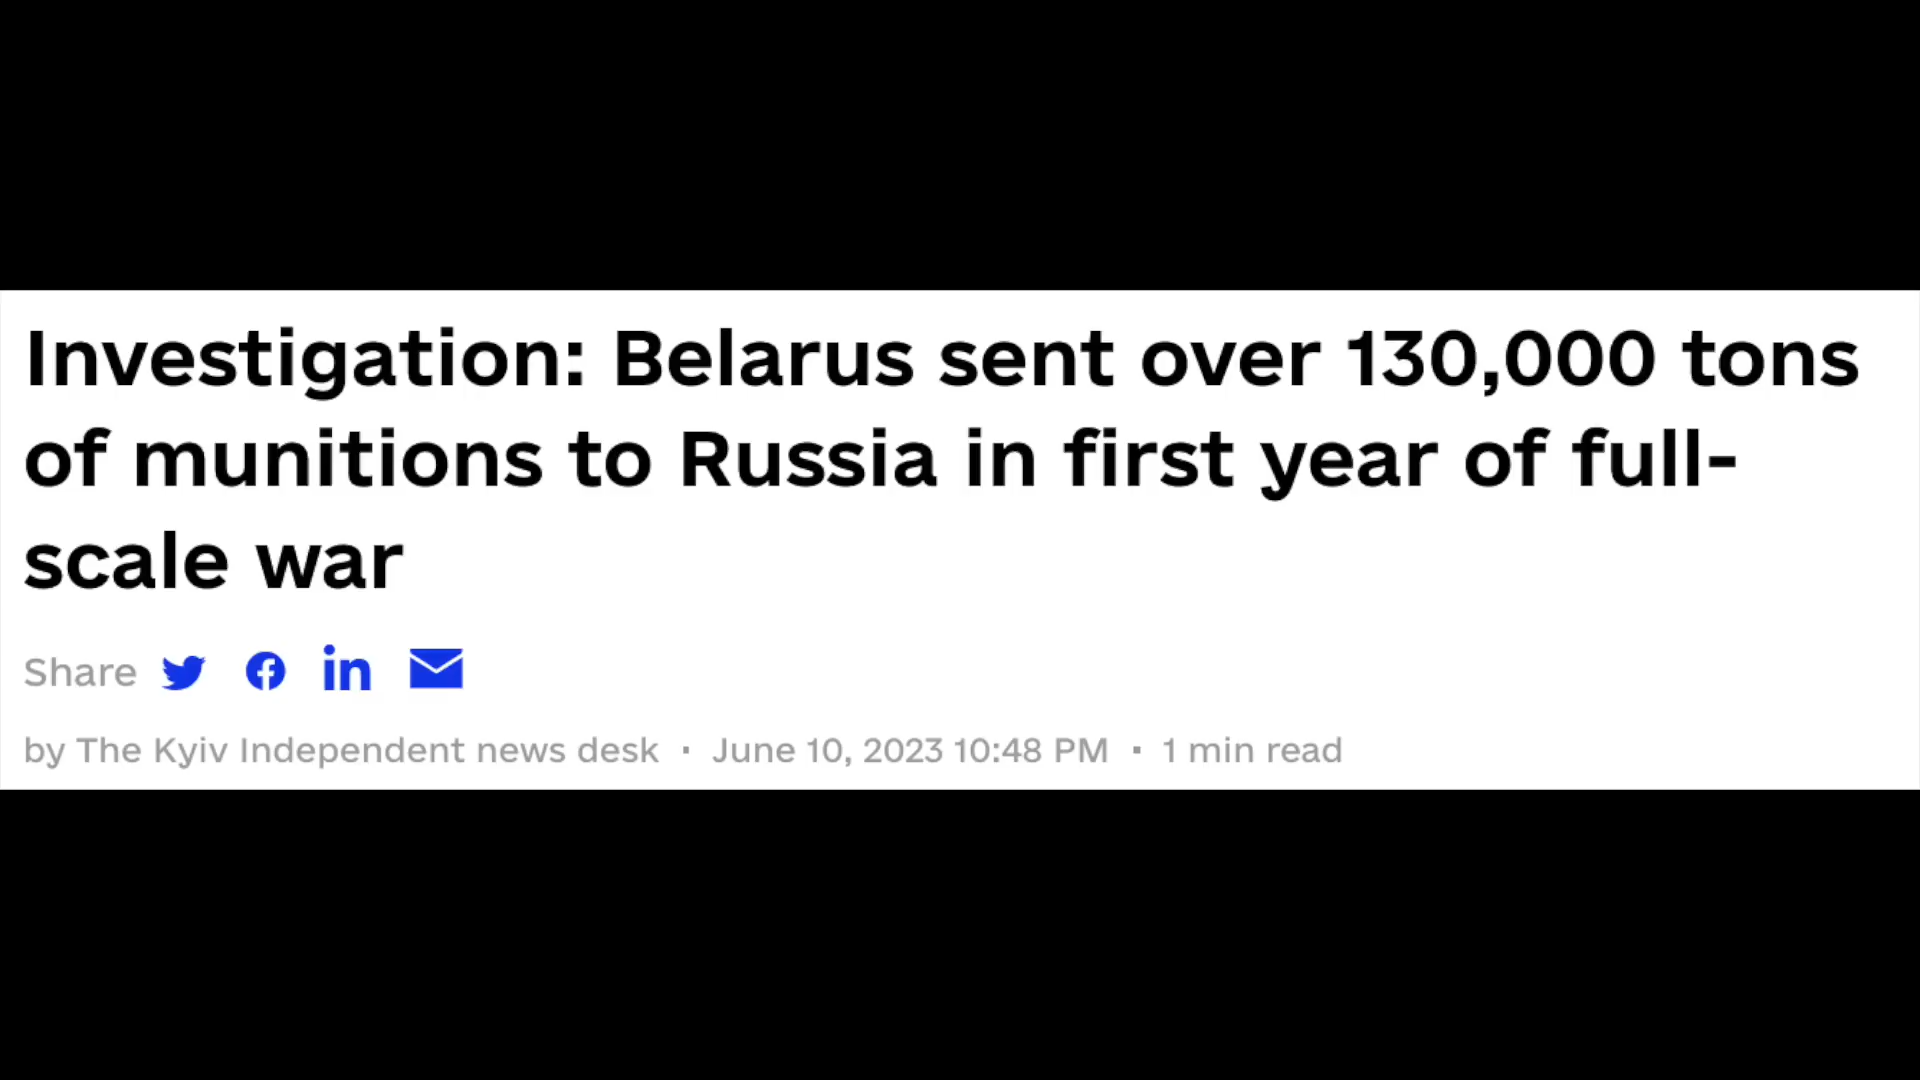 Investigation: Belarus sent over 130,000 tons
of munitions to Russia in first year of full-
scale war
Share
by The Kyiv Independent news desk · June 10, 2023 10:48 PM · 1 min read